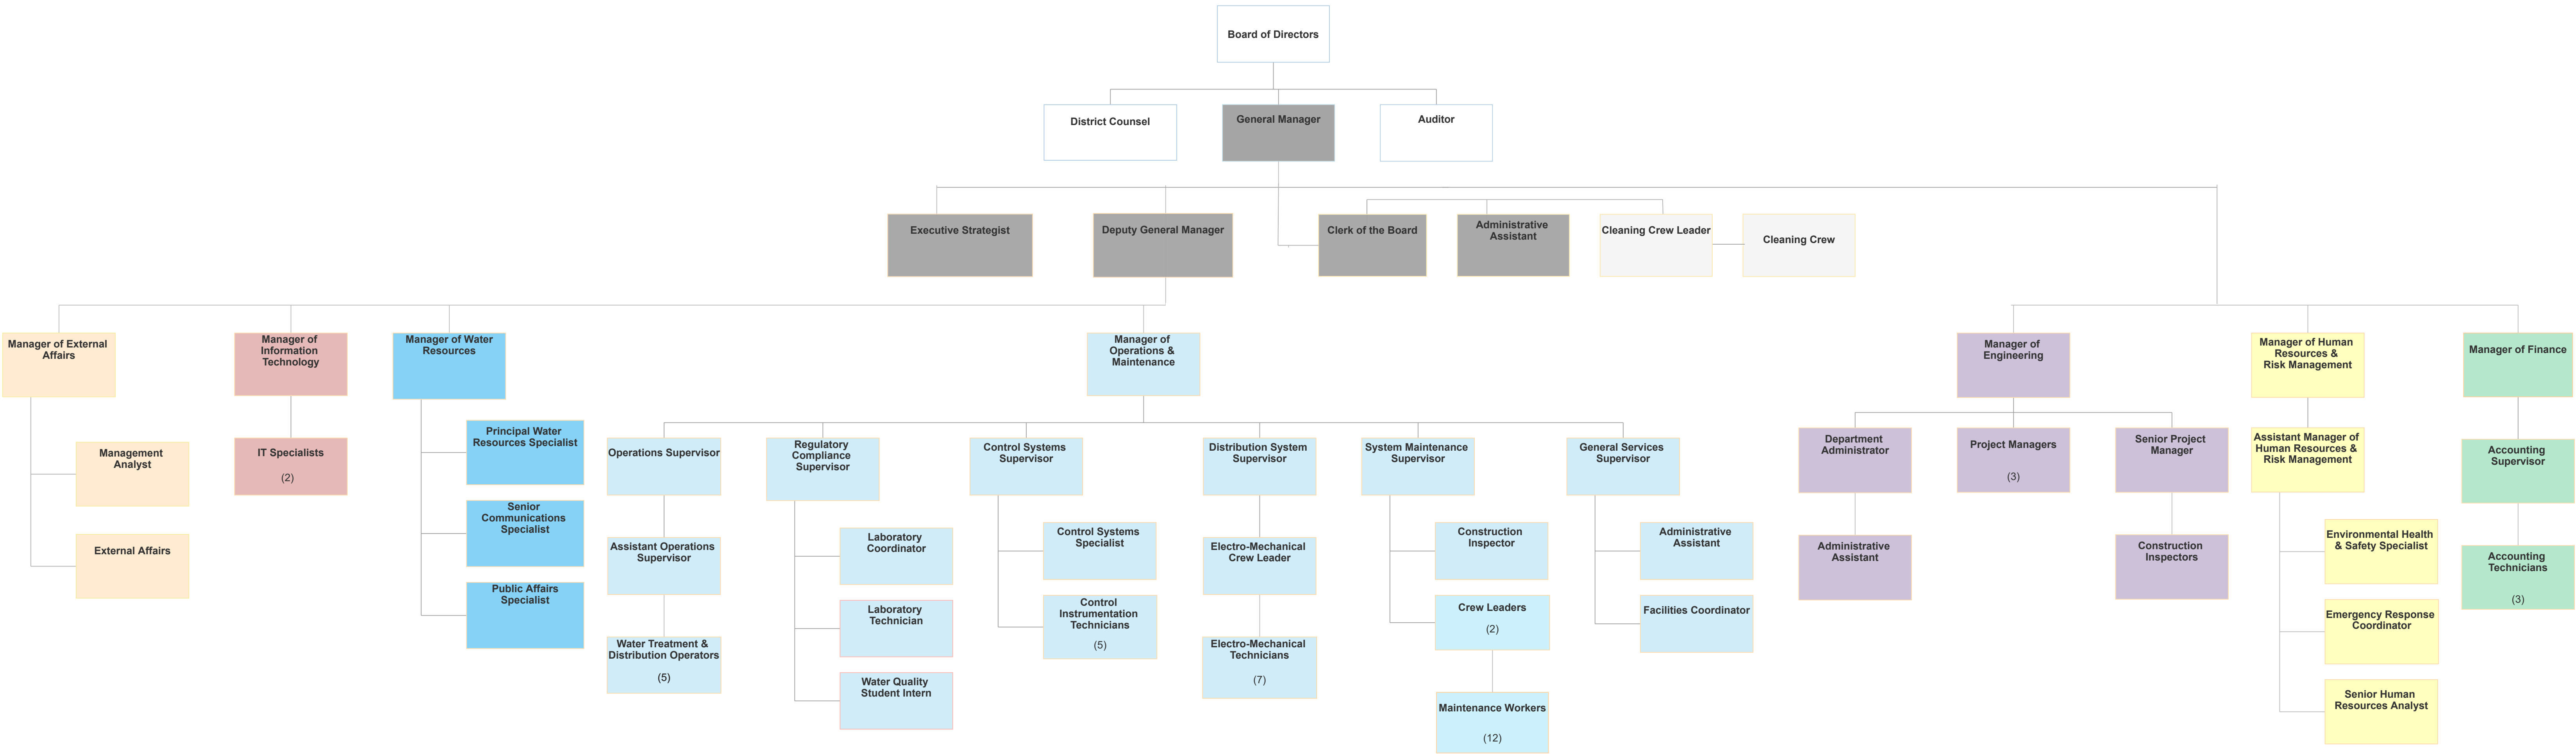 Board of Directors
District Counsel
General Manager
Auditor
Executive Strategist
Deputy General Manager
Clerk of the Board
Administrative
Assistant
Cleaning Crew Leader
Cleaning Crew
Manager of External
Affairs
Manager of
Information
Technology
Manager of Water
Resources
Manager of
Operations &
Maintenance
Manager of
Engineering
Manager of Human
Resources &
Risk Management
Manager of Finance
Management
Analyst
External Affairs
IT Specialists
(2)
Principal Water
Resources Specialist
Senior
Communications
Specialist
Public Affairs
Specialist
Operations Supervisor
Assistant Operations
Supervisor
Water Treatment &
Distribution Operators
(5)
Regulatory
Compliance
Supervisor
Laboratory
Coordinator
Laboratory
Technician
Water Quality
Student Intern
Control Systems
Supervisor
Control Systems
Specialist
Control
Instrumentation
Technicians
(5)
Distribution System
Supervisor
Electro-Mechanical
Crew Leader
Electro-Mechanical
Technicians
(7)
System Maintenance
Supervisor
Construction
Inspector
Crew Leaders
(2)
Maintenance Workers
(12)
General Services
Supervisor
Administrative
Assistant
Facilities Coordinator
Department
Administrator
Administrative
Assistant
Project Managers
(3)
Senior Project
Manager
Construction
Inspectors
Assistant Manager of
Human Resources &
Risk Management
Environmental Health
& Safety Specialist
Emergency Response
Coordinator
Senior Human
Resources Analyst
Accounting
Supervisor
Accounting
Technicians
(3)